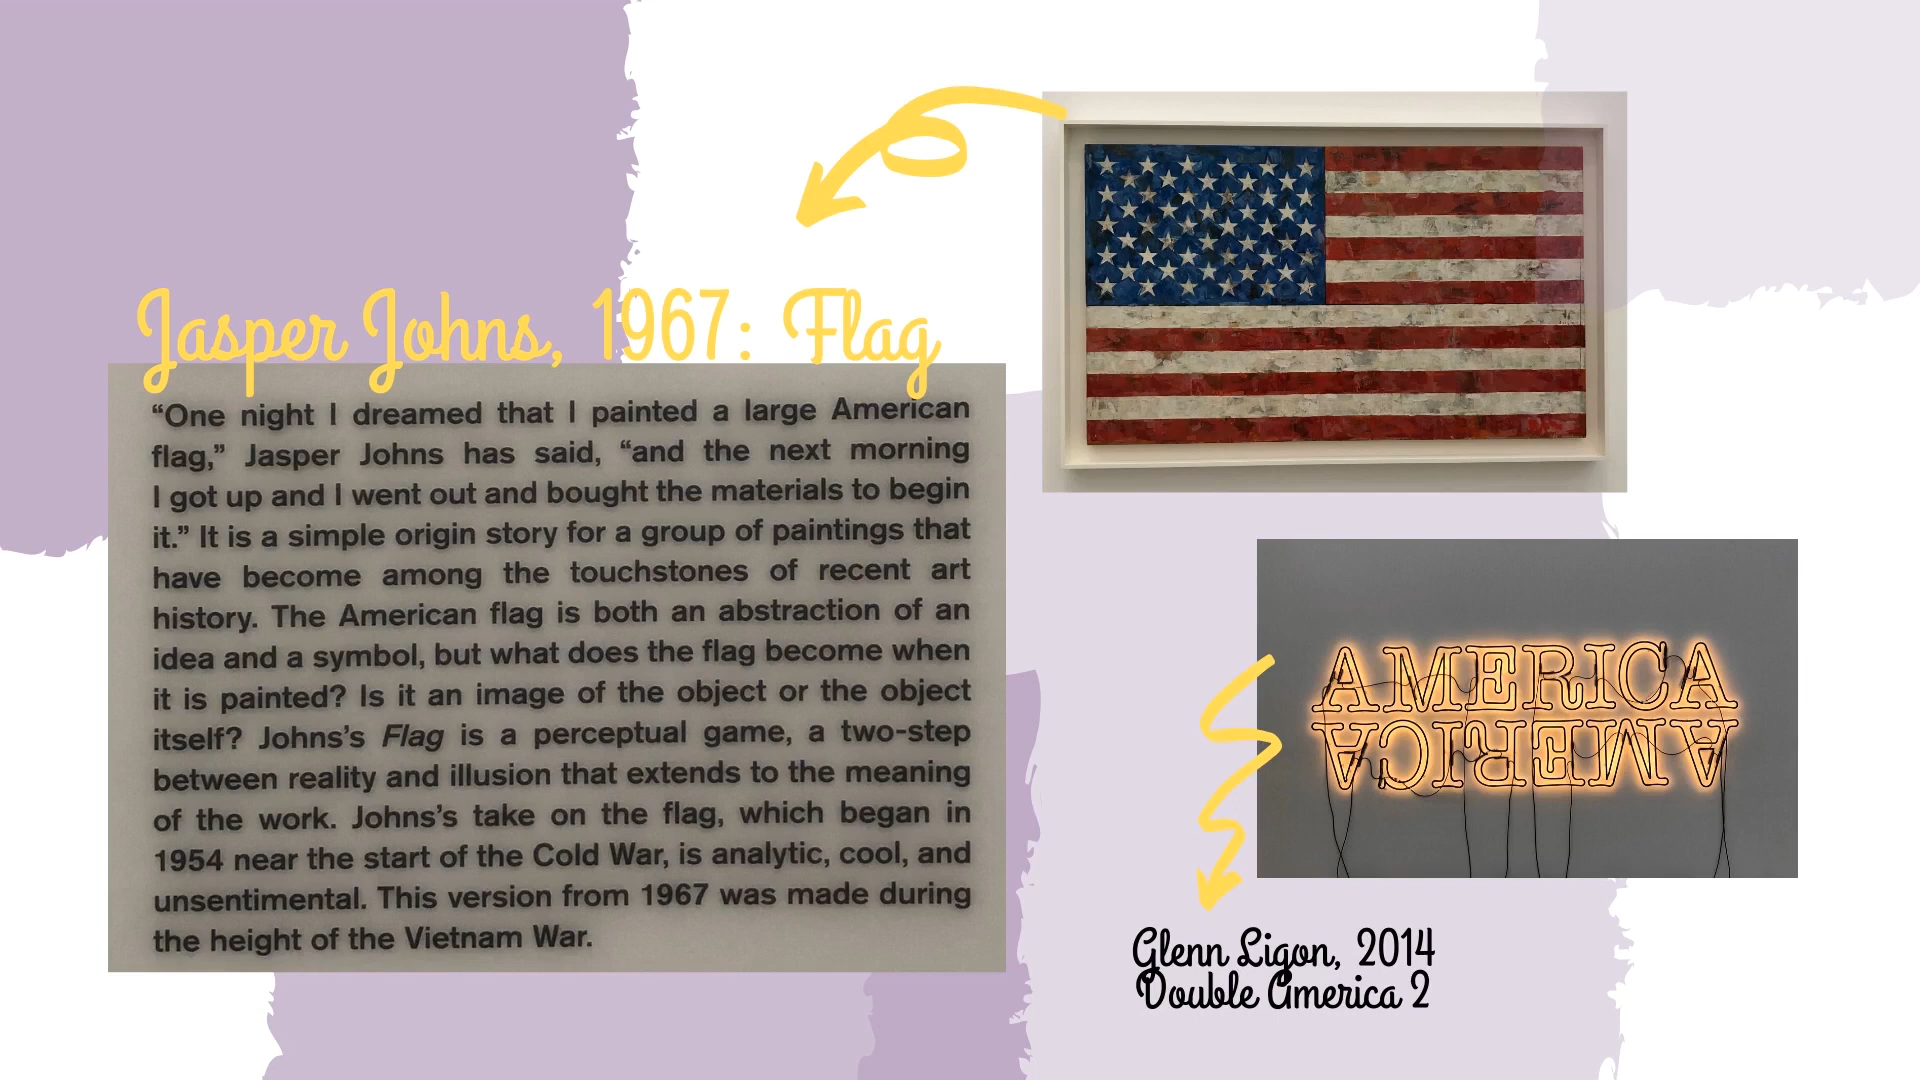 Jasper Johns, 1967: Flag
“One night I dreamed that I painted a large American
flag,” Jasper Johns has said, “and the next morning
I got up and I went out and bought the materials to begin
it.” It is a simple origin story for a group of paintings that
have become among the touchstones of recent art
history. The American flag is both an abstraction of an
idea and a symbol, but what does the flag become when
it is painted? Is it an image of the object or the object
itself? Johns’s Flag is a perceptual game, a two-step
between reality and illusion that extends to the meaning
of the work. Johns’s take on the flag, which began in
1954 near the start of the Cold War, is analytic, cool, and
unsentimental. This version from 1967 was made during
the height of the Vietnam War.
AMERICA
AMERICA
Glenn Ligon, 2014
Double America 2